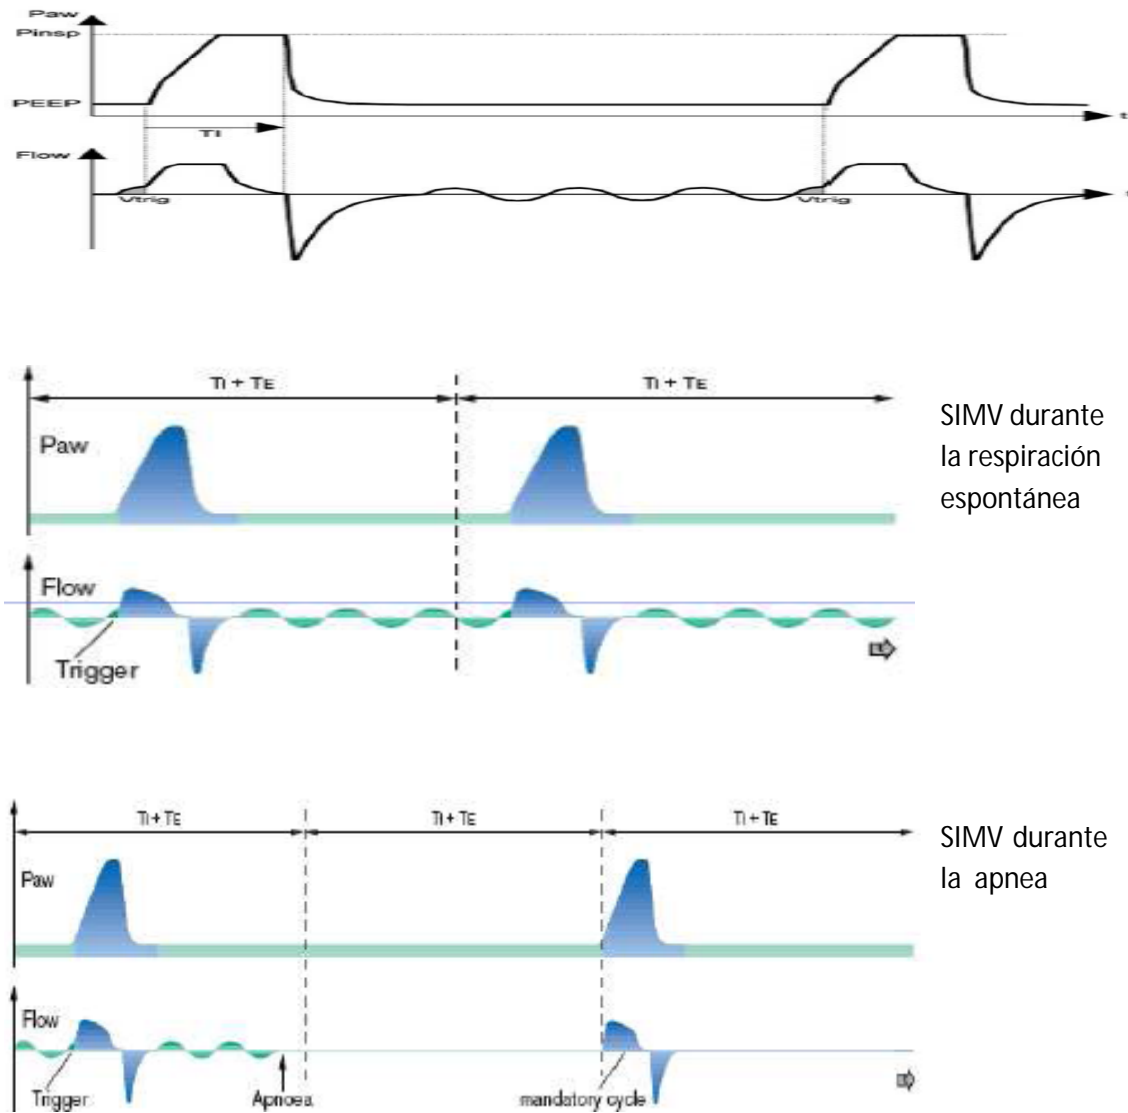 Paw
Pinsp
PEEP
TI
t
Flow
Vtrig Vtrig
t
TI + TE TI + TE
Paw
Flow
Trigger
SIMV durante
la respiración
espontánea
TI + TE TI + TE TI + TE
Paw
Flow
Trigger Apnoea mandatory cycle
SIMV durante
la apnea